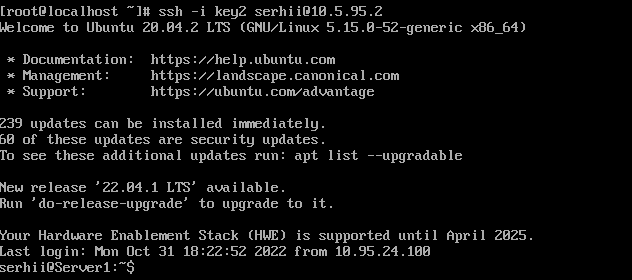 [root@localhost ~]# ssh -i key2 serhii@10.5.95.2
Welcome to Ubuntu 20.04.2 LTS (GNU/Linux 5.15.0-52-generic x86_64)
* Documentation:  https://help.ubuntu.com
* Management:     https://landscape.canonical.com
* Support:        https://ubuntu.com/advantage
239 updates can be installed immediately.
60 of these updates are security updates.
To see these additional updates run: apt list --upgradable
New release '22.04.1 LTS' available.
Run 'do-release-upgrade' to upgrade to it.
Your Hardware Enablement Stack (HWE) is supported until April 2025.
Last login: Mon Oct 31 18:22:52 2022 from 10.95.24.100
serhii@Server1:~$